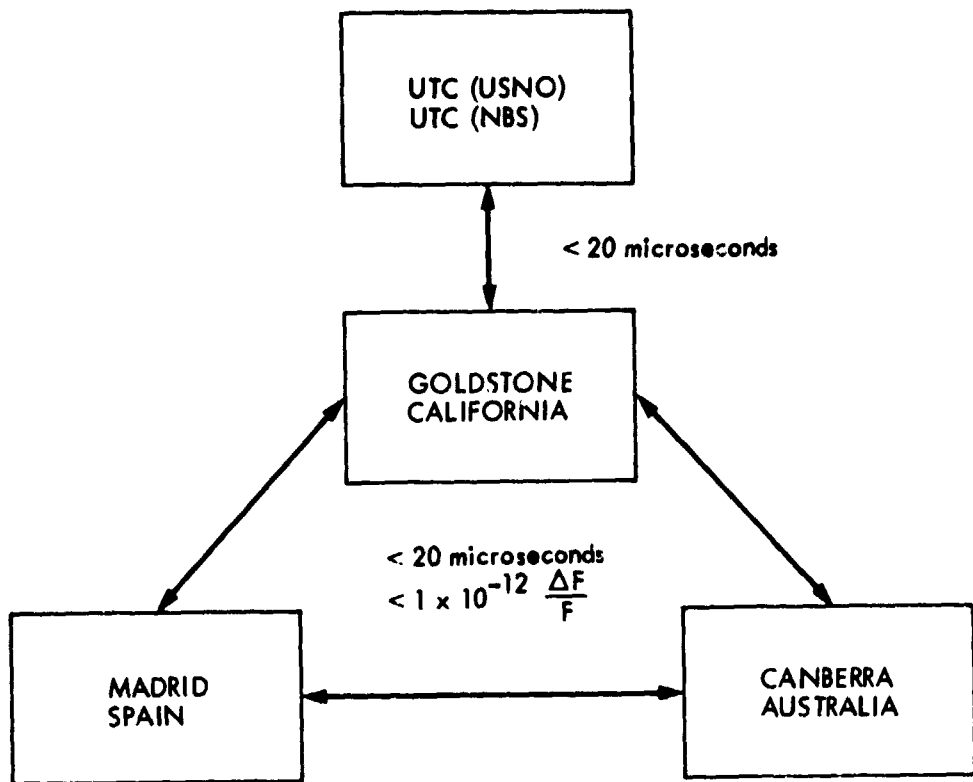 UTC (USNO)
UTC (NBS)
< 20 microseconds
GOLDSTONE
CALIFORNIA
< 20 microseconds
< 1 x 10^-12 ΔF/F
MADRID
SPAIN
CANBERRA
AUSTRALIA